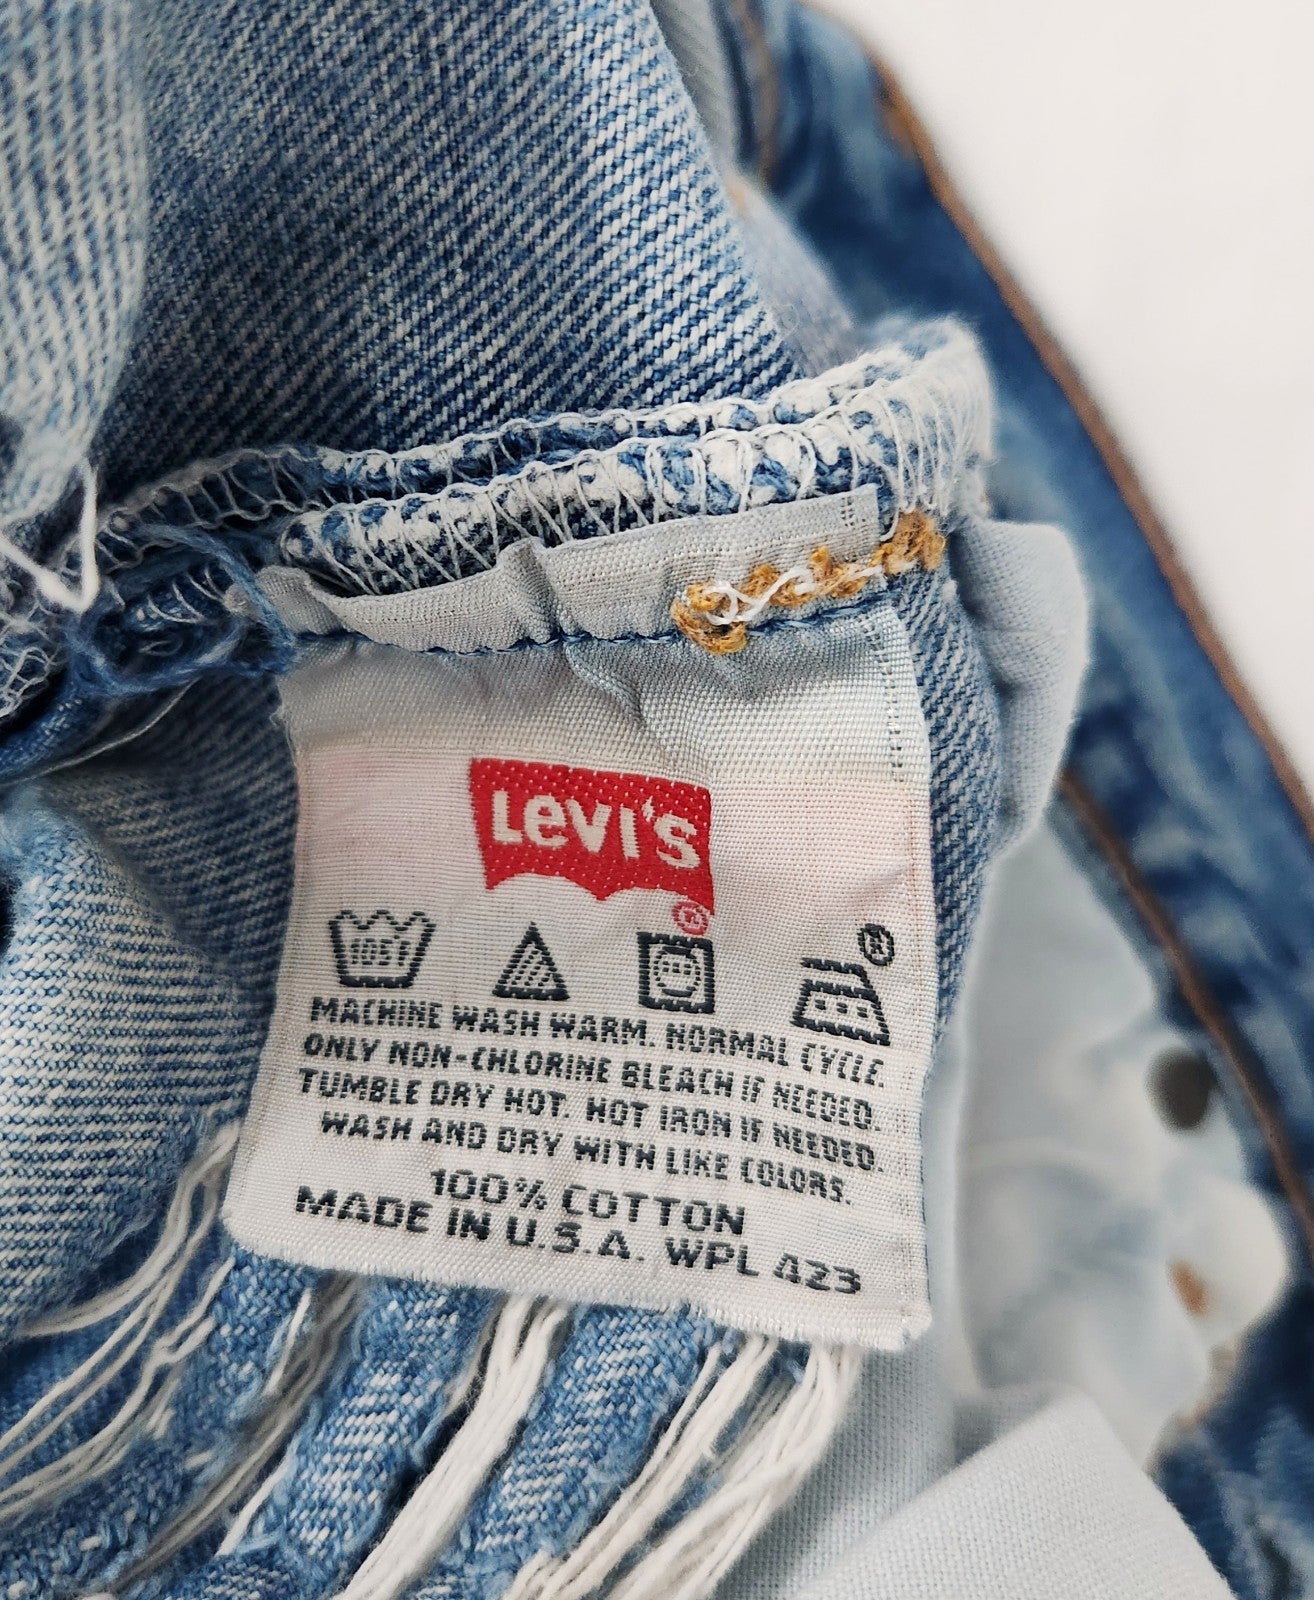 LEVI'S
®
105F
®
MACHINE WASH WARM. NORMAL CYCLE.
ONLY NON-CHLORINE BLEACH IF NEEDED.
TUMBLE DRY HOT. HOT IRON IF NEEDED.
WASH AND DRY WITH LIKE COLORS.
100% COTTON
MADE IN U.S.A. WPL 423